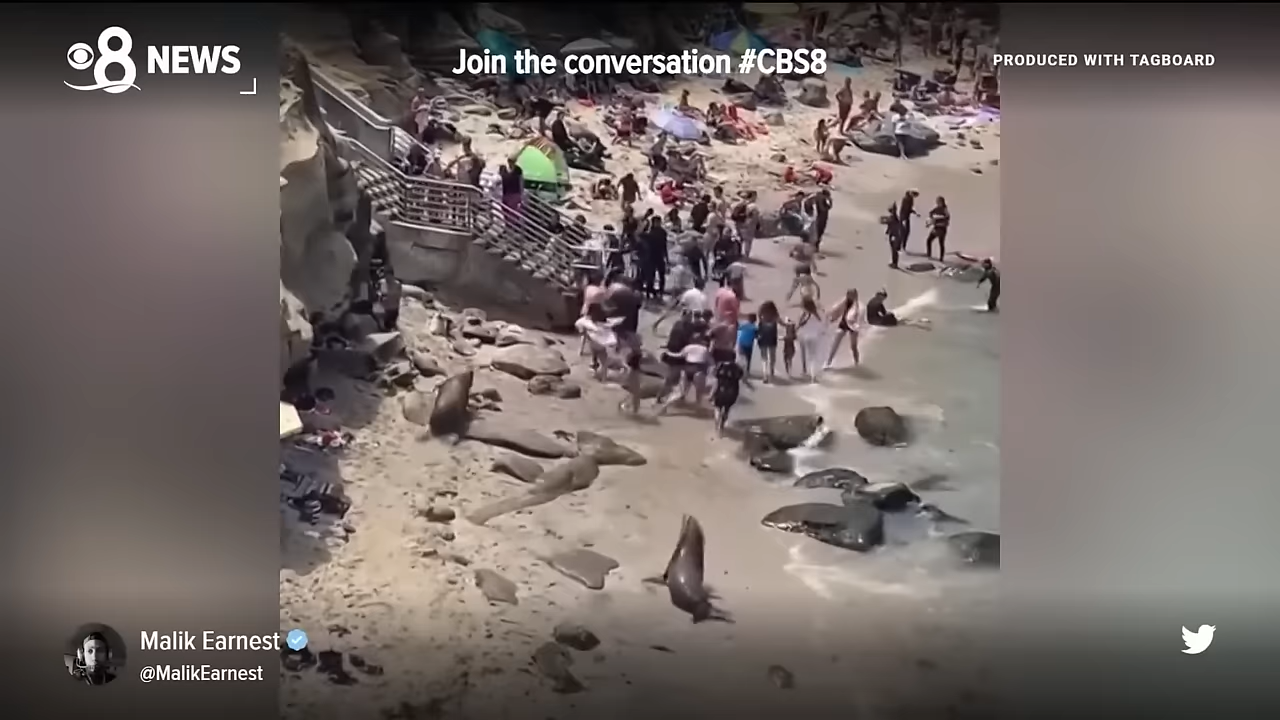 8 NEWS
Join the conversation #CBS8
PRODUCED WITH TAGBOARD
Malik Earnest
@MalikEarnest